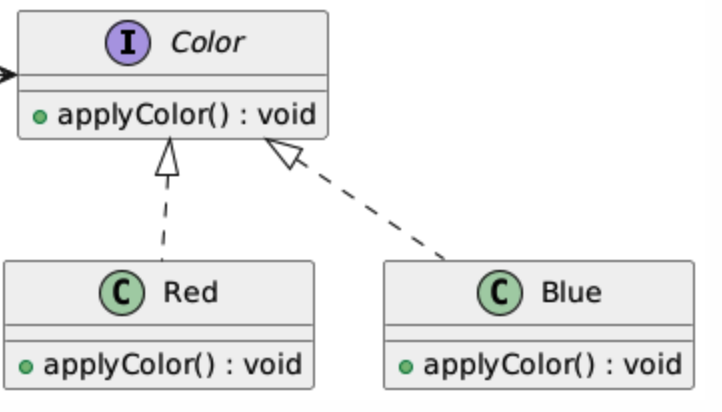 I Color
applyColor() : void
C Red
applyColor() : void
C Blue
applyColor() : void